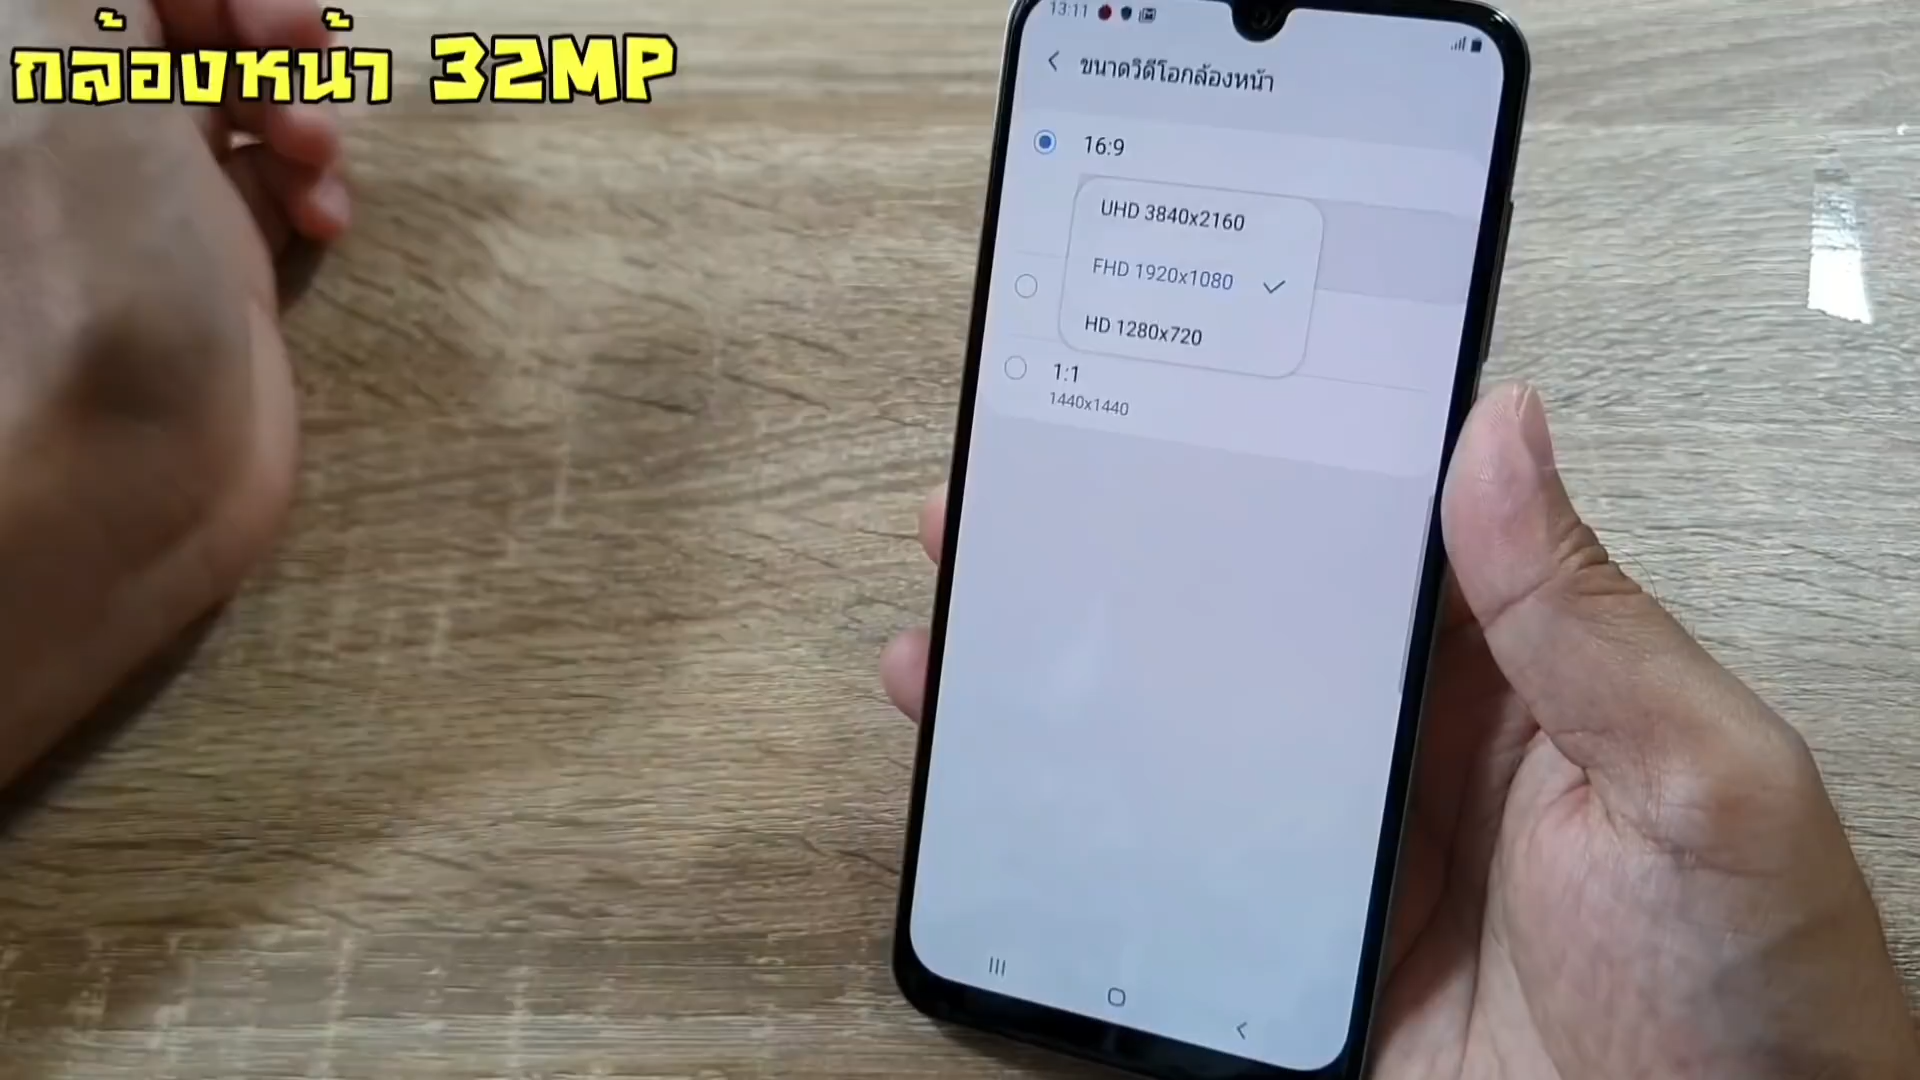 กล้องหน้า 32MP
13:11
ขนาดวิดีโอกล้องหน้า
16:9
UHD 3840x2160
FHD 1920x1080
HD 1280x720
1:1
1440x1440